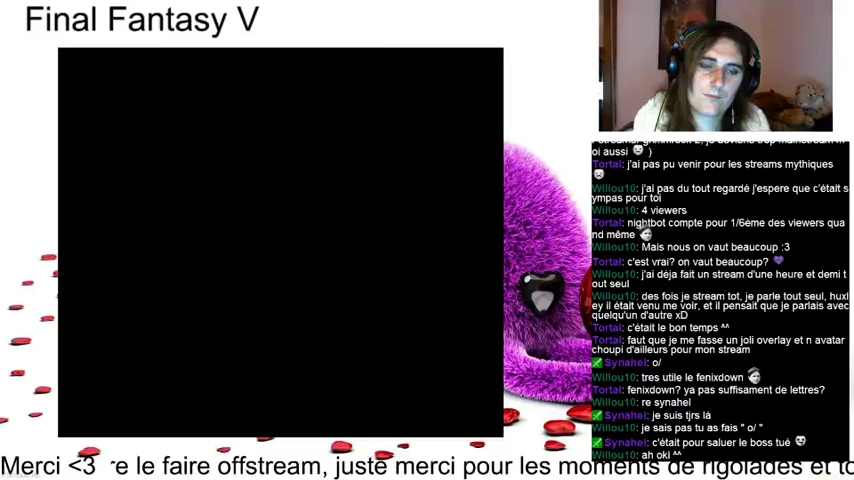 Final Fantasy V
oi aussi )
Tortal: j'ai pas pu venir pour les streams mythiques
Willou10: j'ai pas du tout regardé j'espere que c'était s
ympas pour toi
Willou10: 4 viewers
Tortal: nightbot compte pour 1/6ème des viewers qua
nd même
Willou10: Mais nous on vaut beaucoup :3
Tortal: c'est vrai? on vaut beaucoup?
Willou10: j'ai déja fait un stream d'une heure et demi t
out seul
Willou10: des fois je stream tot, je parle tout seul, huxl
ey il était venu me voir, et il pensait que je parlais avec
quelqu'un d'autre xD
Tortal: c'était le bon temps ^^
Tortal: faut que je me fasse un joli overlay et n avatar
choupi d'ailleurs pour mon stream
Synahel: o/
Willou10: tres utile le fenixdown
Tortal: fenixdown? ya pas suffisament de lettres?
Willou10: re synahel
Synahel: je suis tjrs là
Willou10: je sais pas tu as fais " o/ "
Synahel: c'était pour saluer le boss tué
Willou10: ah oki ^^
Merci <3 re le faire offstream, juste merci pour les moments de rigolades et to